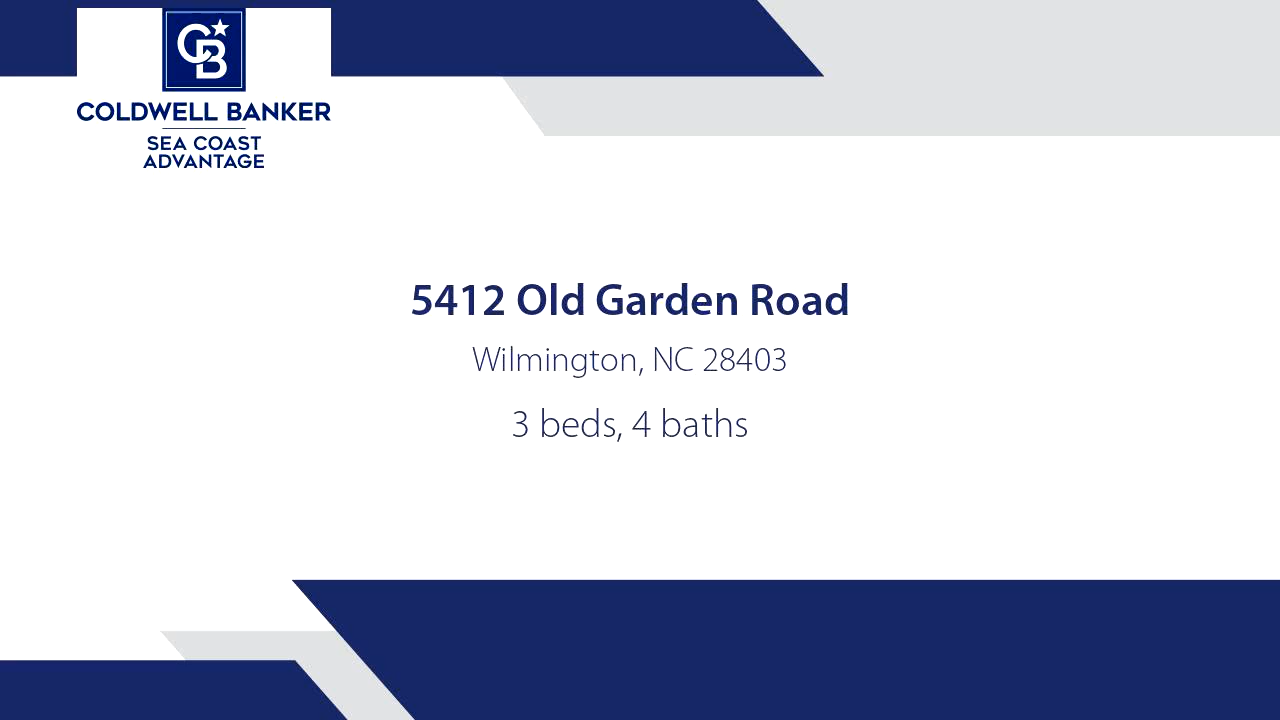 CB
COLDWELL BANKER
SEA COAST
ADVANTAGE
5412 Old Garden Road
Wilmington, NC 28403
3 beds, 4 baths